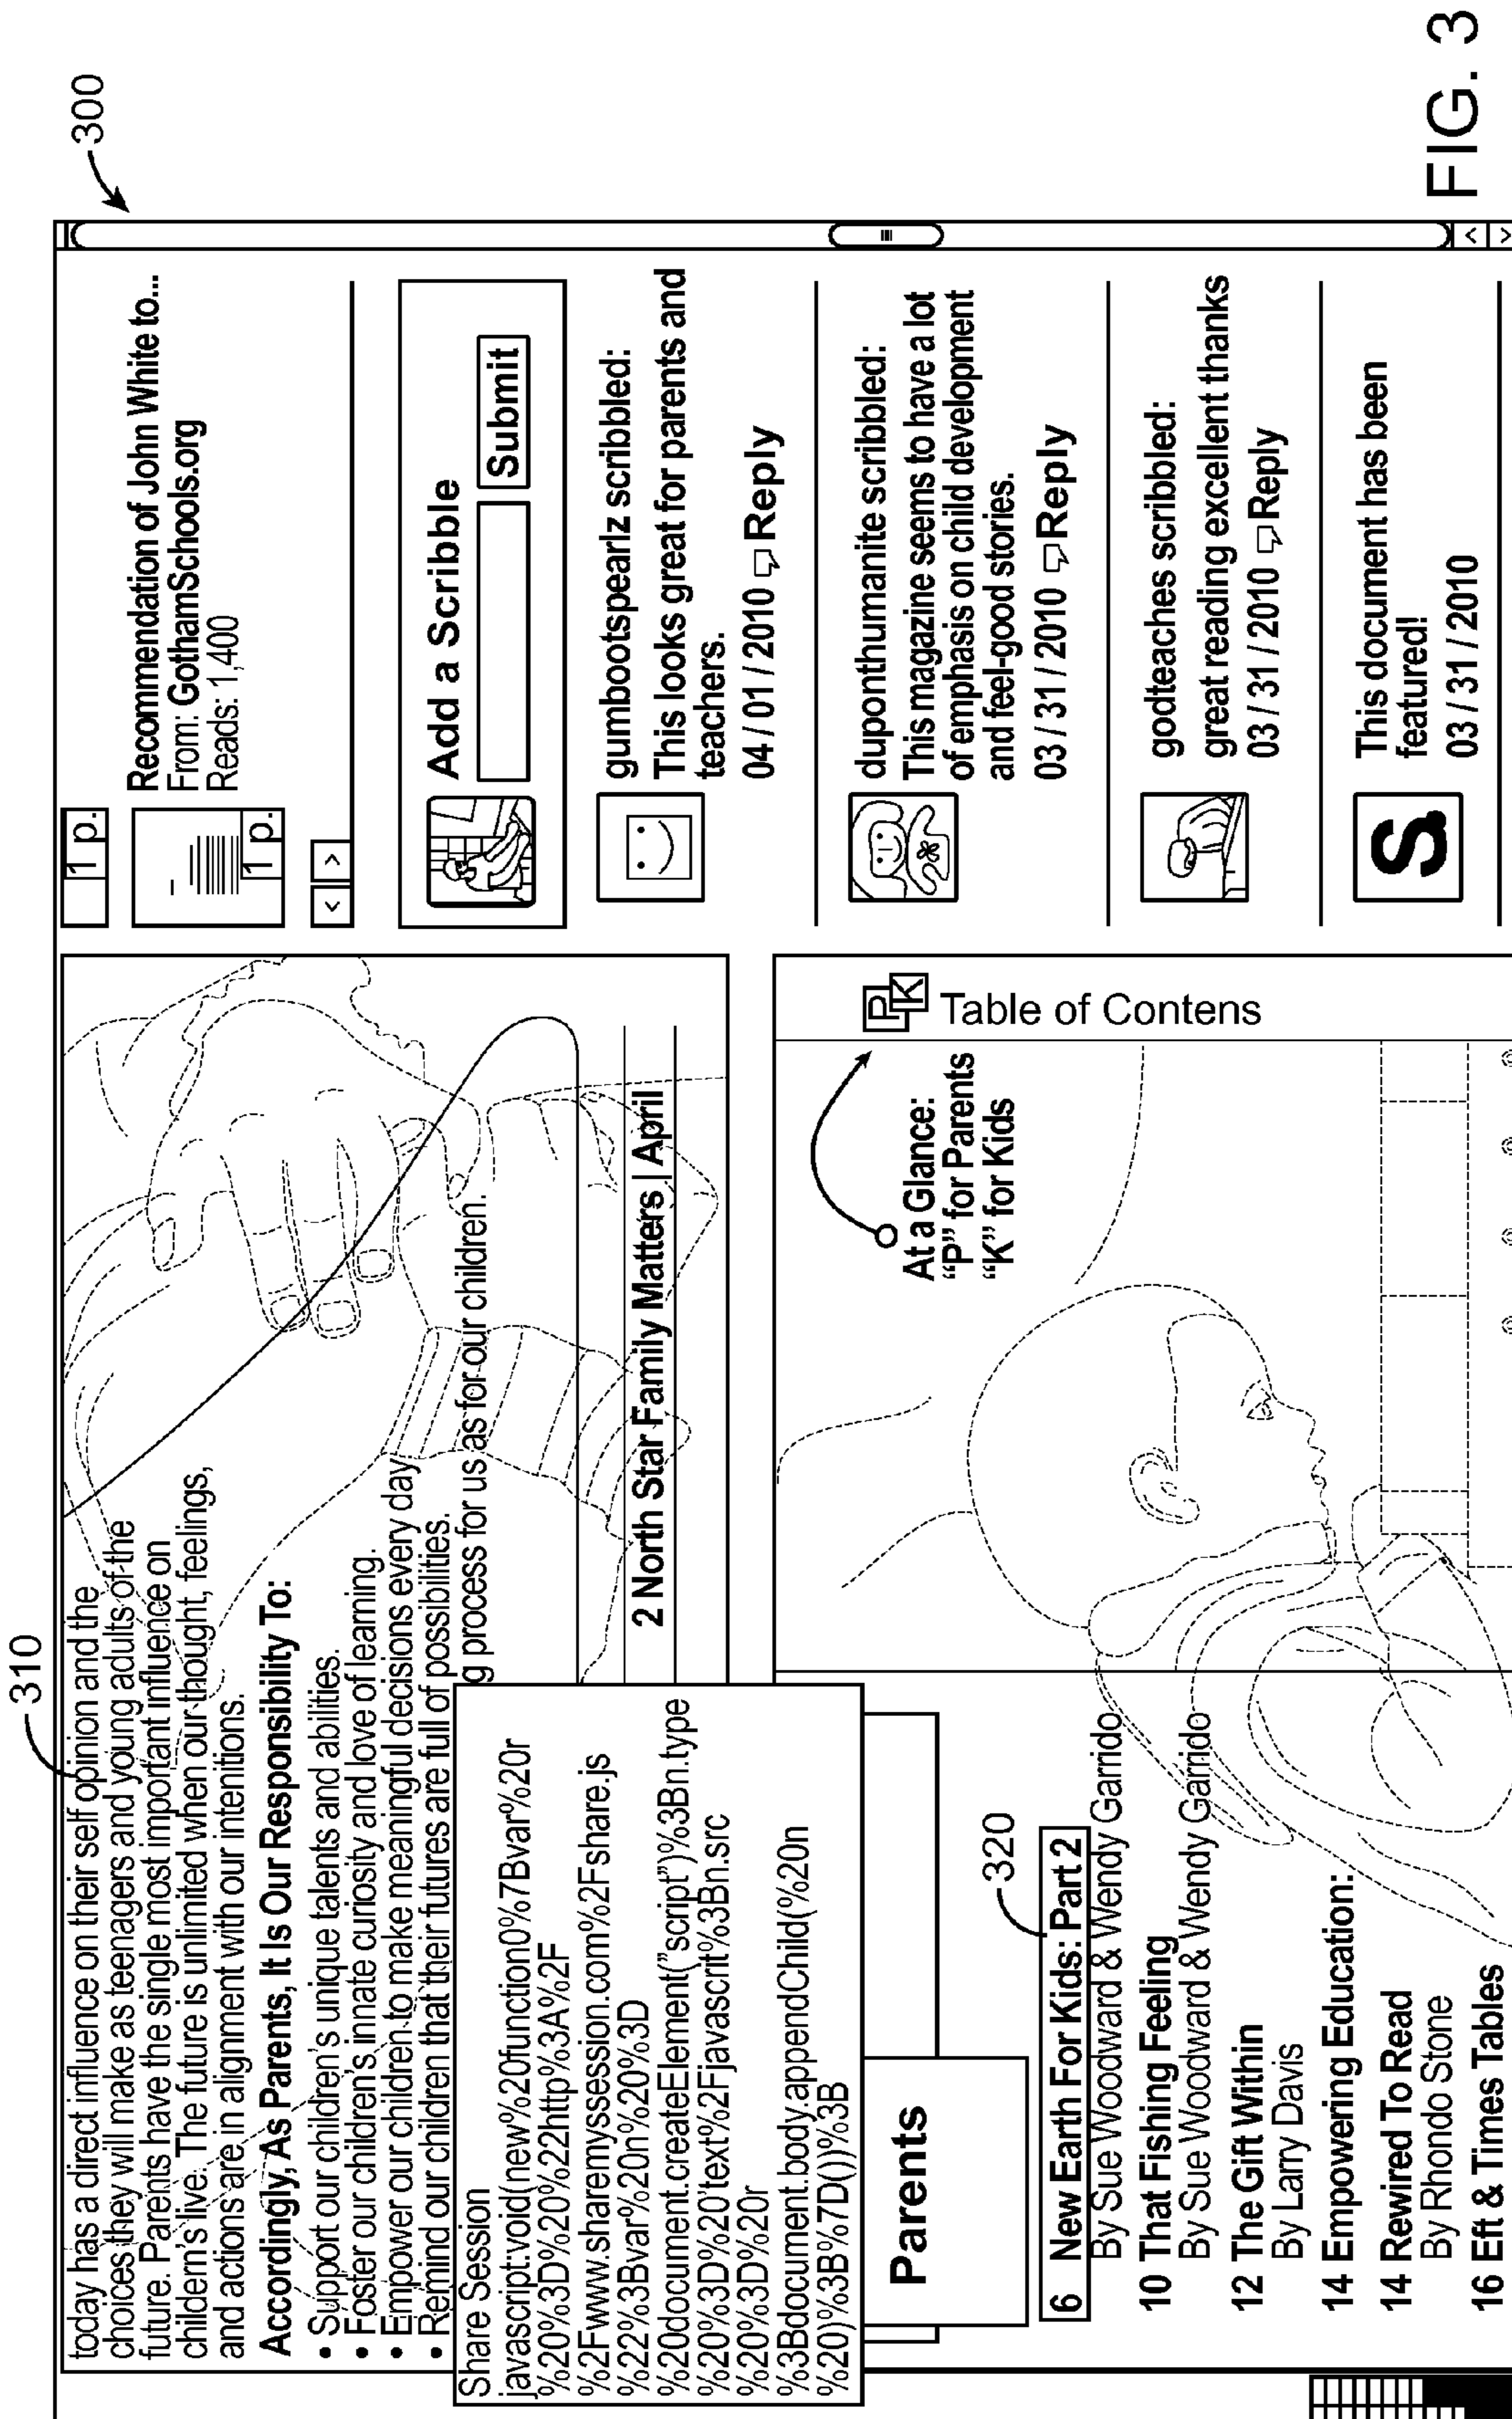 300
310
today has a direct influence on their self opinion and the
choices they will make as teenagers and young adults of the
future. Parents have the single most important influence on
childern's live. The future is unlimited when our thought, feelings,
and actions are in alignment with our intenitions.
Accordingly, As Parents, It Is Our Responsibility To:
• Support our children's unique talents and abilities.
• Foster our children's innate curiosity and love of learning.
• Empower our children to make meaningful decisions every day
• Remind our children that their futures are full of possibilities.
g process for us as for our children.
2 North Star Family Matters | April
Share Session
javascript:void(new%20function0%7Bvar%20r
%20%3D%20%22http%3A%2F
%2Fwww.sharemyssession.com%2Fshare.js
%22%3Bvar%20n%20%3D
%20document.createElement("script")%3Bn.type
%20%3D%20'text%2Fjavascrit%3Bn.src
%20%3D%20r
%3Bdocument.body.appendChild(%20n
%20)%3B%7D())%3B
Parents
320
6 New Earth For Kids: Part 2
By Sue Woodward & Wendy Garrido
10 That Fishing Feeling
By Sue Woodward & Wendy Garrido
12 The Gift Within
By Larry Davis
14 Empowering Education:
14 Rewired To Read
By Rhondo Stone
16 Eft & Times Tables
PK
Table of Contens
At a Glance:
“P” for Parents
“K” for Kids
1 p.
1 p.
Recommendation of John White to...
From: GothamSchools.org
Reads: 1,400
< >
Add a Scribble
Submit
gumbootspearlz scribbled:
This looks great for parents and
teachers.
04 / 01 / 2010 Reply
duponthumanite scribbled:
This magazine seems to have a lot
of emphasis on child development
and feel-good stories.
03 / 31 / 2010 Reply
godteaches scribbled:
great reading excellent thanks
03 / 31 / 2010 Reply
S
This document has been
featured!
03 / 31 / 2010
FIG. 3